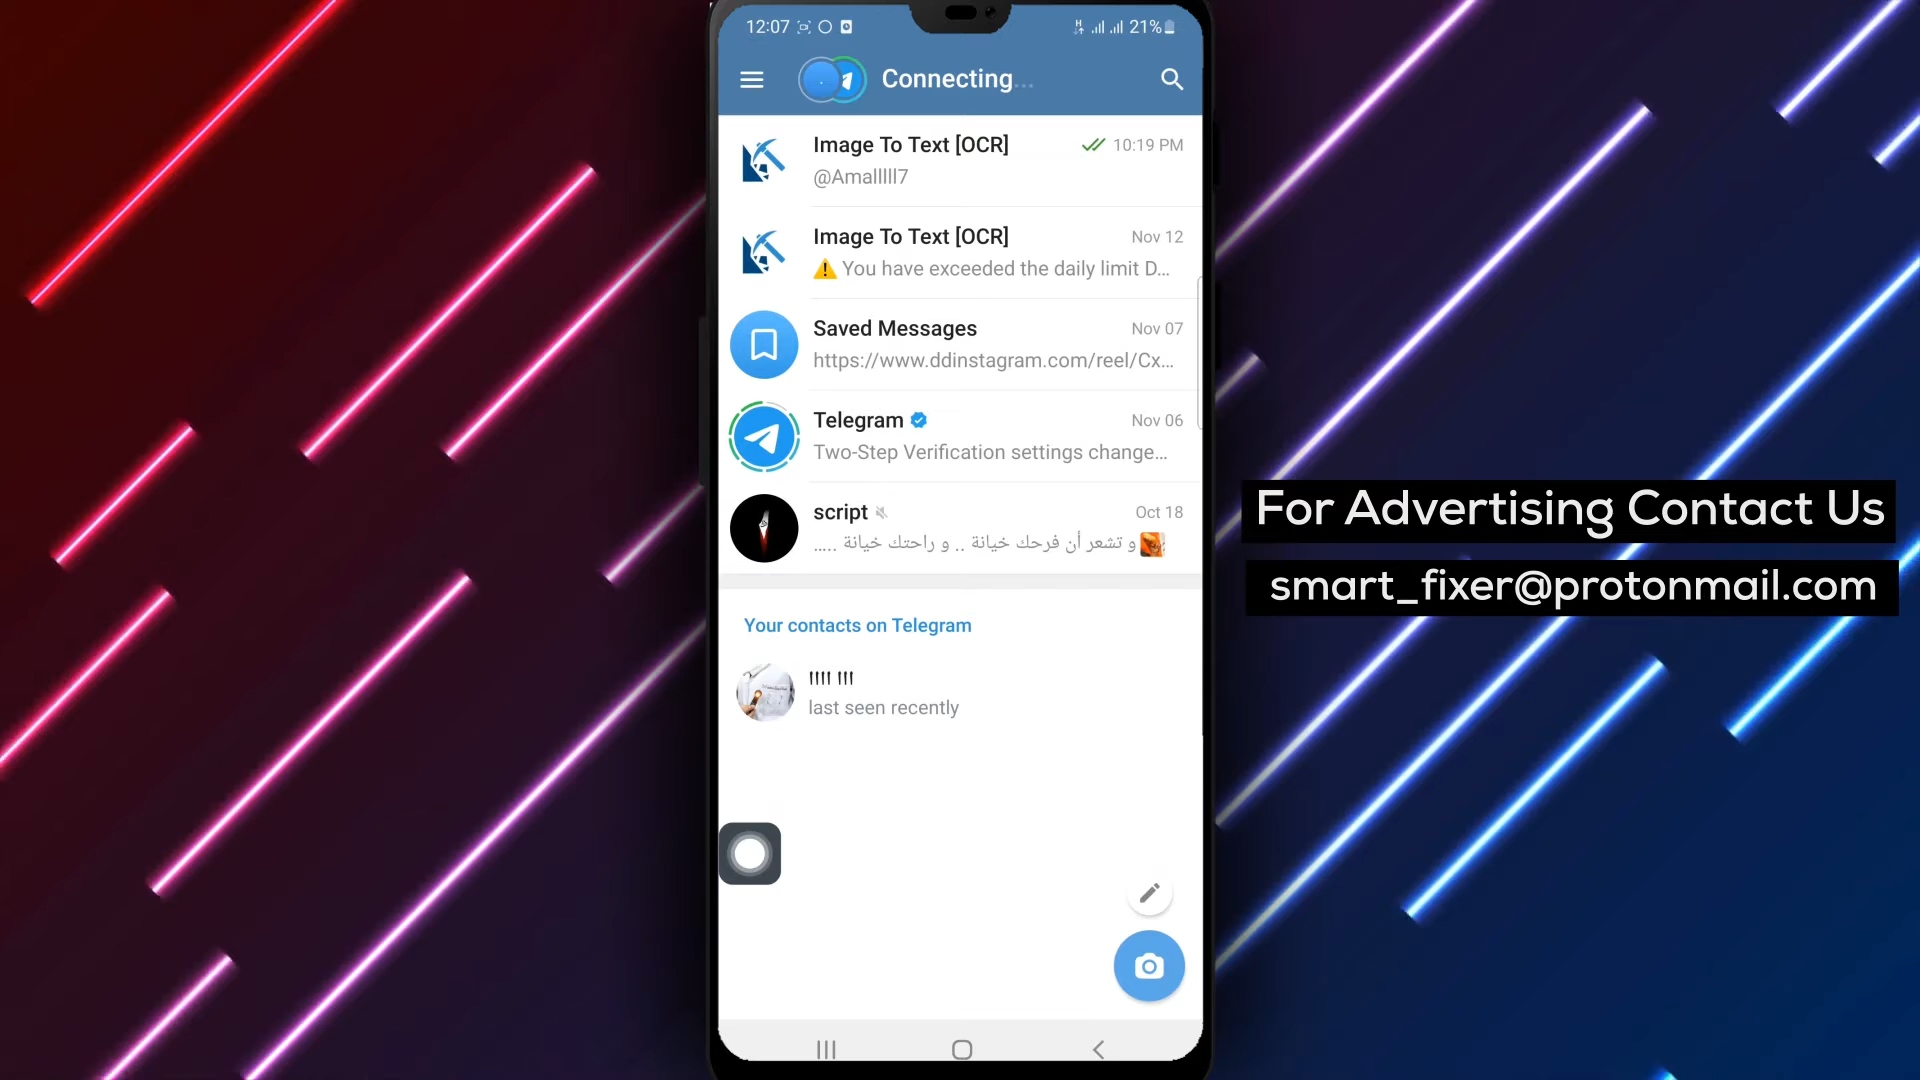 12:07 21%
Connecting...
Image To Text [OCR] 10:19 PM
@Amalllll7
Image To Text [OCR] Nov 12
⚠ You have exceeded the daily limit D...
Saved Messages Nov 07
https://www.ddinstagram.com/reel/Cx...
Telegram Nov 06
Two-Step Verification settings change...
script Oct 18
و تشعر أن فرحك خيانة .. و راحتك خيانة .....
Your contacts on Telegram
last seen recently
For Advertising Contact Us
smart_fixer@protonmail.com